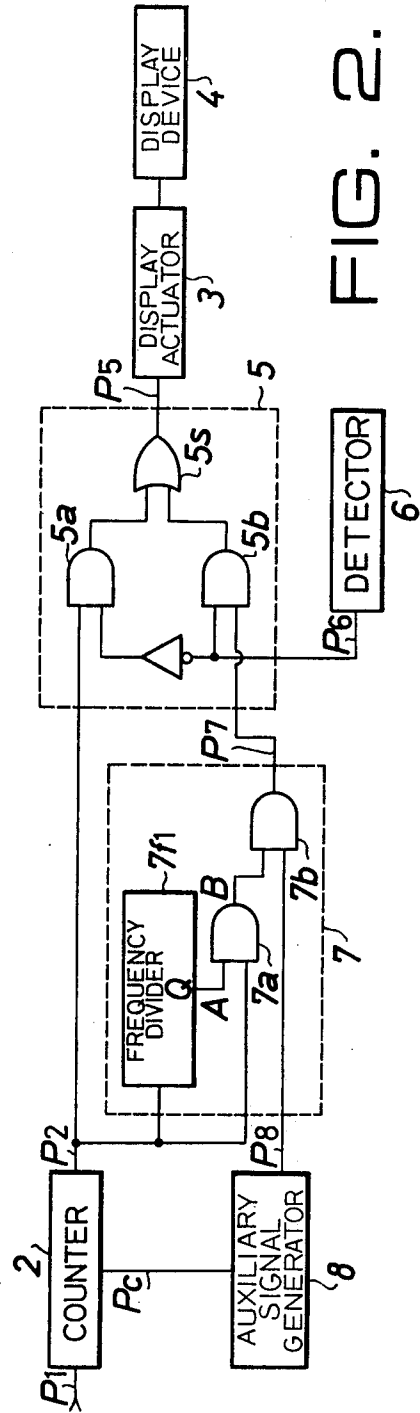 P1
2
COUNTER
P2
Pc
AUXILIARY
SIGNAL
GENERATOR
8
P8
FREQUENCY
DIVIDER
Q
7f1
A
B
7a
7b
7
P7
5a
5b
5s
5
P5
P6
DETECTOR
6
DISPLAY
ACTUATOR
3
DISPLAY
DEVICE
4
FIG. 2.